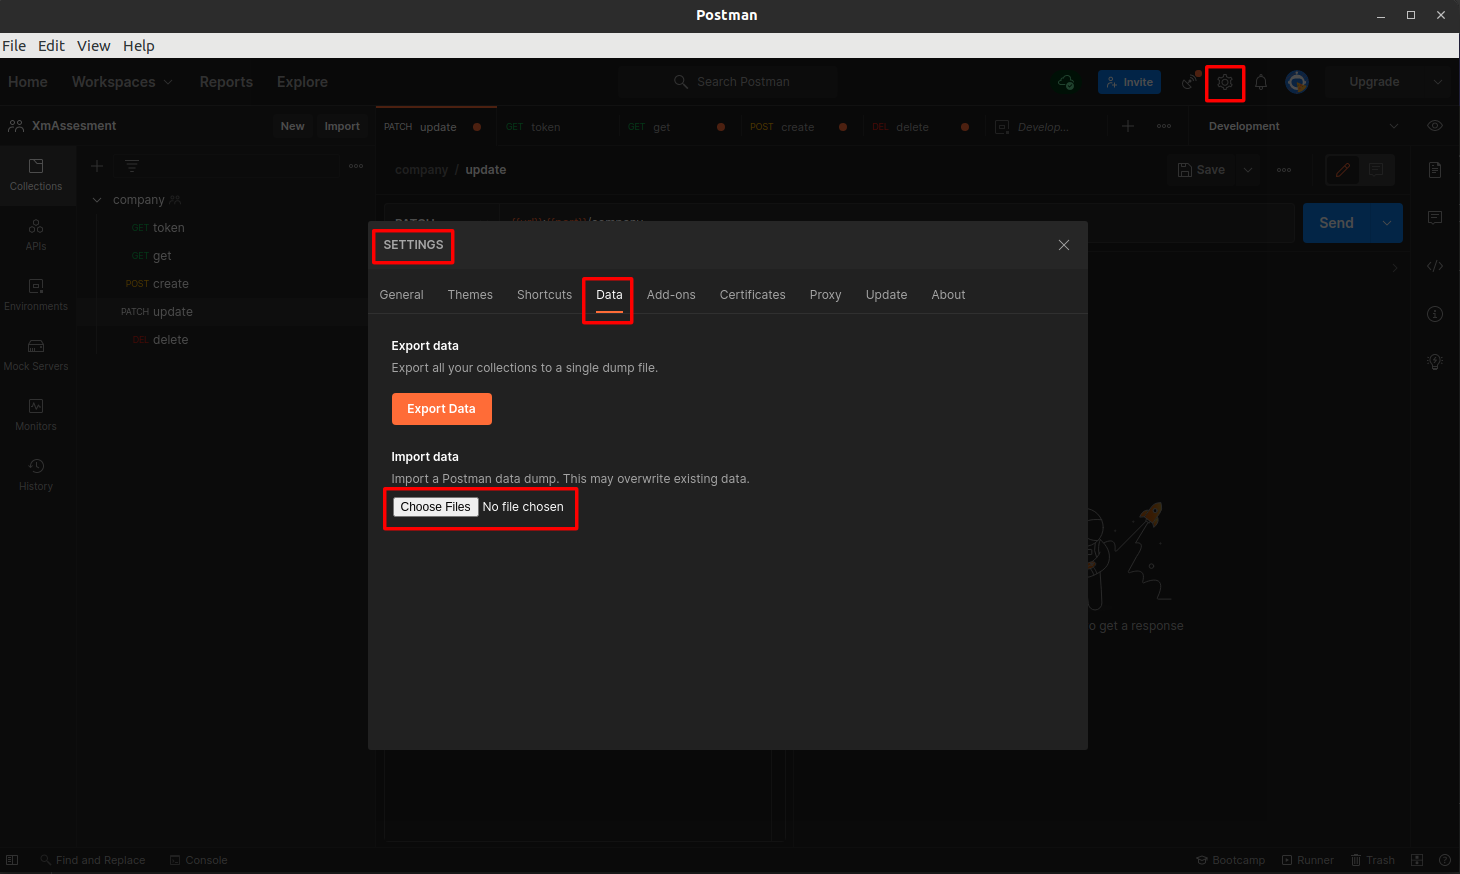 Postman
File Edit View Help
Home Workspaces Reports Explore Search Postman Invite Upgrade
XmAssesment New Import PATCH update GET token GET get POST create DEL delete Develop... Development
Collections
APIs
Environments
Mock Servers
Monitors
History
company
GET token
GET get
POST create
PATCH update
DEL delete
company / update Save
Send
SETTINGS
General Themes Shortcuts Data Add-ons Certificates Proxy Update About
Export data
Export all your collections to a single dump file.
Export Data
Import data
Import a Postman data dump. This may overwrite existing data.
Choose Files No file chosen
to get a response
Find and Replace Console Bootcamp Runner Trash